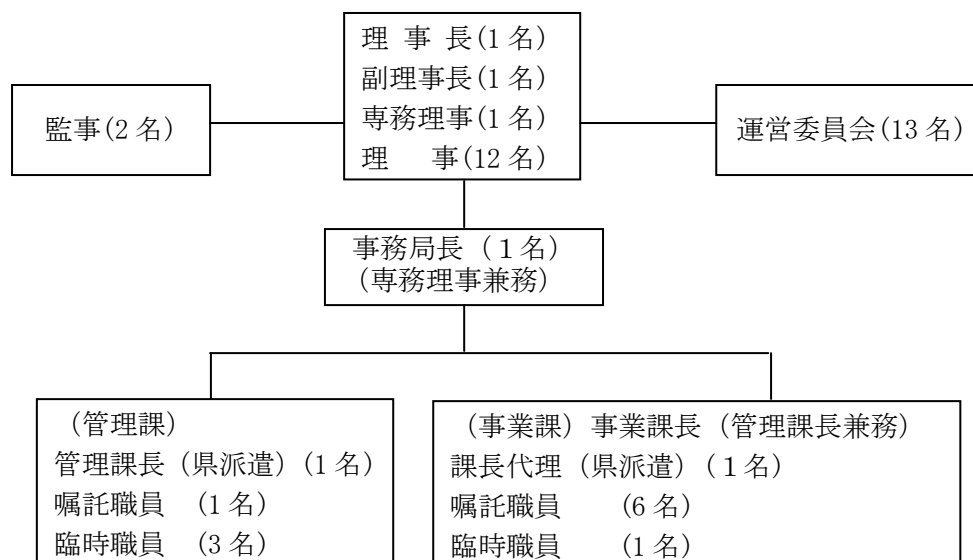 理 事 長(1 名)
副理事長(1 名)
専務理事(1 名)
理　　事(12 名)
監事(2 名)
運営委員会(13 名)
事務局長（１名）
（専務理事兼務）
（管理課）
管理課長（県派遣）（1 名）
嘱託職員　（1 名）
臨時職員　（3 名）
（事業課）事業課長（管理課長兼務）
課長代理（県派遣）（１名）
嘱託職員　　（6 名）
臨時職員　　（1 名）